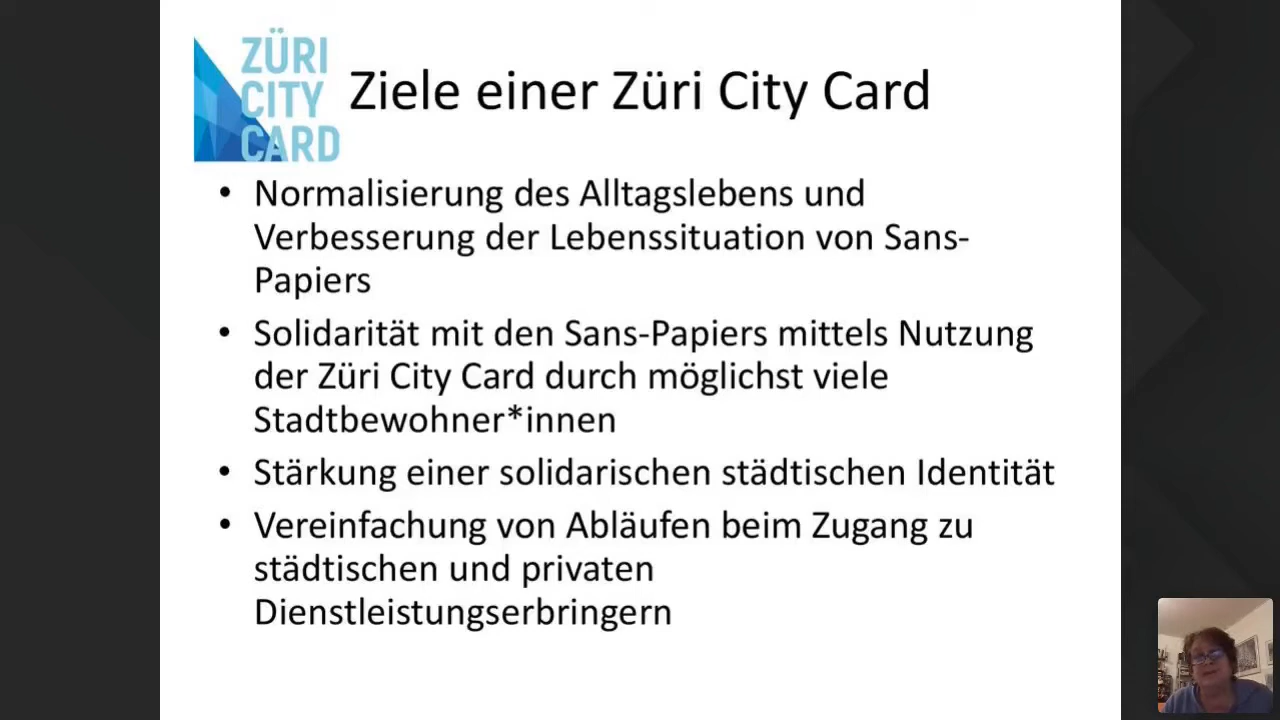 ZÜRI
CITY
CARD
Ziele einer Züri City Card
• Normalisierung des Alltagslebens und
Verbesserung der Lebenssituation von Sans-
Papiers
• Solidarität mit den Sans-Papiers mittels Nutzung
der Züri City Card durch möglichst viele
Stadtbewohner*innen
• Stärkung einer solidarischen städtischen Identität
• Vereinfachung von Abläufen beim Zugang zu
städtischen und privaten
Dienstleistungserbringern